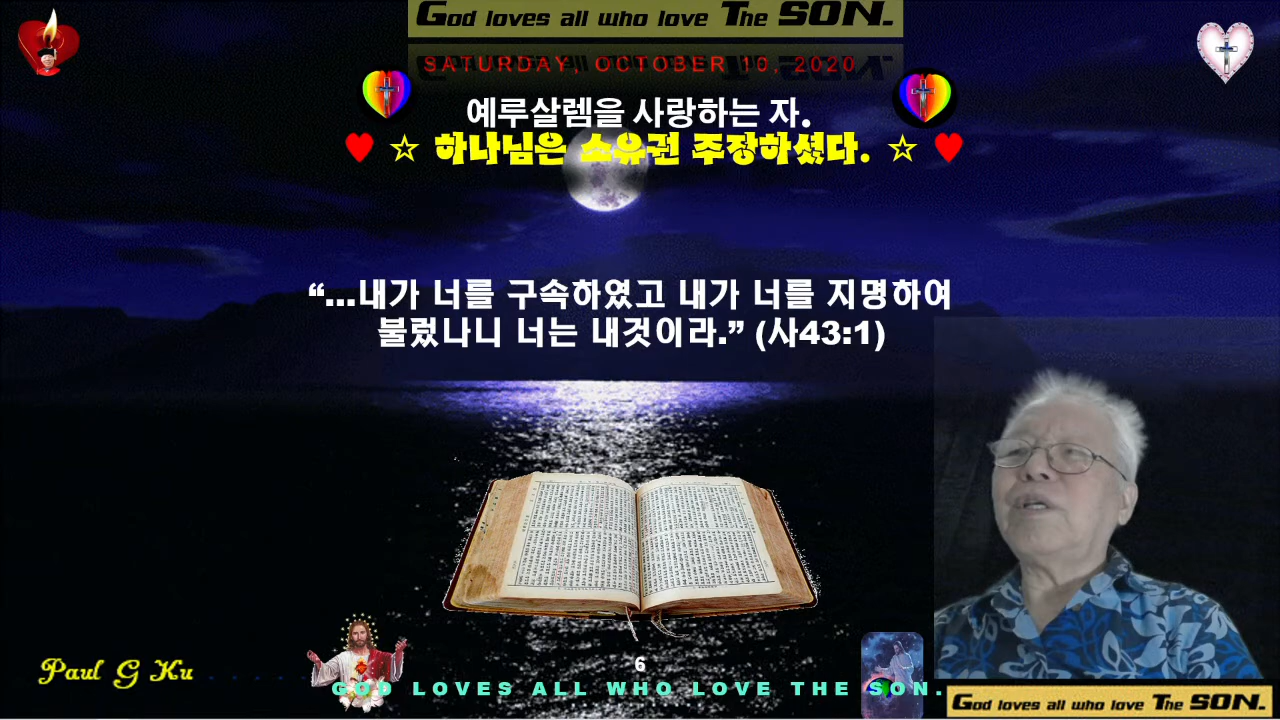 God loves all who love The SON.
SATURDAY, OCTOBER 10, 2020
예루살렘을 사랑하는 자.
♥ ☆ 하나님은 소유권 주장하셨다. ☆ ♥
“...내가 너를 구속하였고 내가 너를 지명하여
불렀나니 너는 내것이라.” (사43:1)
Paul G Ku . . . . . .
6
GOD LOVES ALL WHO LOVE THE SON.
God loves all who love The SON.